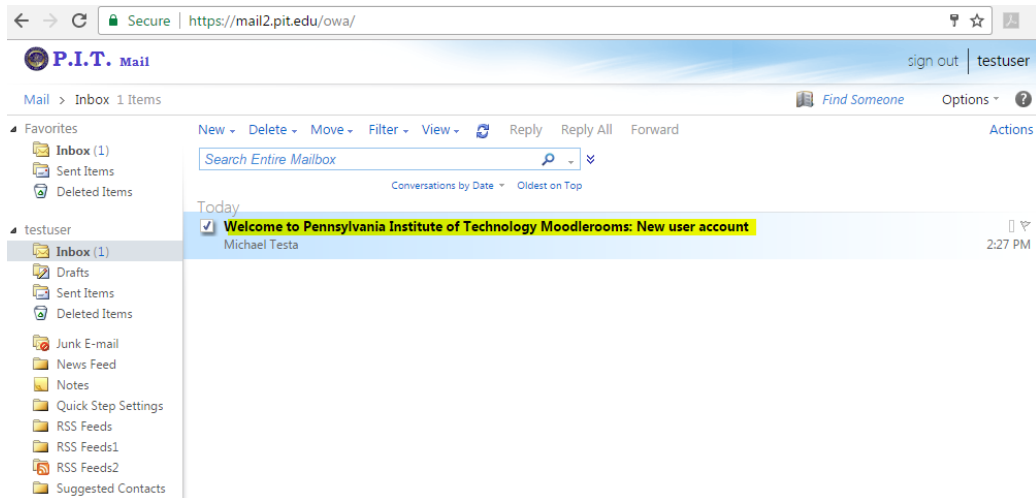 Secure https://mail2.pit.edu/owa/
P.I.T. Mail
sign out testuser
Mail > Inbox 1 Items
Find Someone Options
Favorites
Inbox (1)
Sent Items
Deleted Items
testuser
Inbox (1)
Drafts
Sent Items
Deleted Items
Junk E-mail
News Feed
Notes
Quick Step Settings
RSS Feeds
RSS Feeds1
RSS Feeds2
Suggested Contacts
New Delete Move Filter View Reply Reply All Forward Actions
Search Entire Mailbox
Conversations by Date Oldest on Top
Today
Welcome to Pennsylvania Institute of Technology Moodlerooms: New user account
Michael Testa 2:27 PM